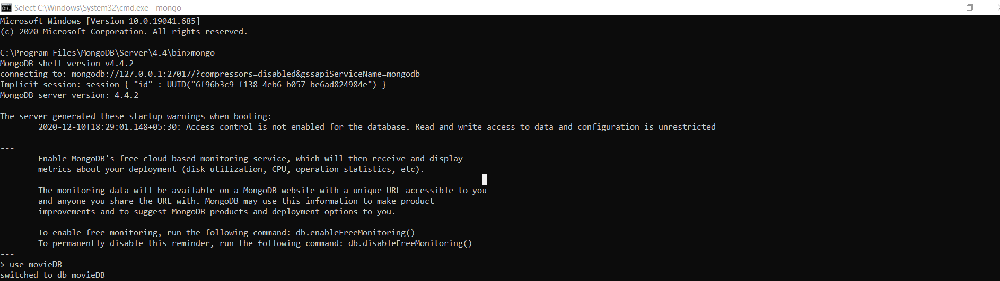 Select C:\Windows\System32\cmd.exe - mongo
Microsoft Windows [Version 10.0.19041.685]
(c) 2020 Microsoft Corporation. All rights reserved.
C:\Program Files\MongoDB\Server\4.4\bin>mongo
MongoDB shell version v4.4.2
connecting to: mongodb://127.0.0.1:27017/?compressors=disabled&gssapiServiceName=mongodb
Implicit session: session { "id" : UUID("6f96b3c9-f138-4eb6-b057-be6ad824984e") }
MongoDB server version: 4.4.2
---
The server generated these startup warnings when booting:
        2020-12-10T18:29:01.148+05:30: Access control is not enabled for the database. Read and write access to data and configuration is unrestricted
---
---
        Enable MongoDB's free cloud-based monitoring service, which will then receive and display
        metrics about your deployment (disk utilization, CPU, operation statistics, etc).
        The monitoring data will be available on a MongoDB website with a unique URL accessible to you
        and anyone you share the URL with. MongoDB may use this information to make product
        improvements and to suggest MongoDB products and deployment options to you.
        To enable free monitoring, run the following command: db.enableFreeMonitoring()
        To permanently disable this reminder, run the following command: db.disableFreeMonitoring()
---
> use movieDB
switched to db movieDB